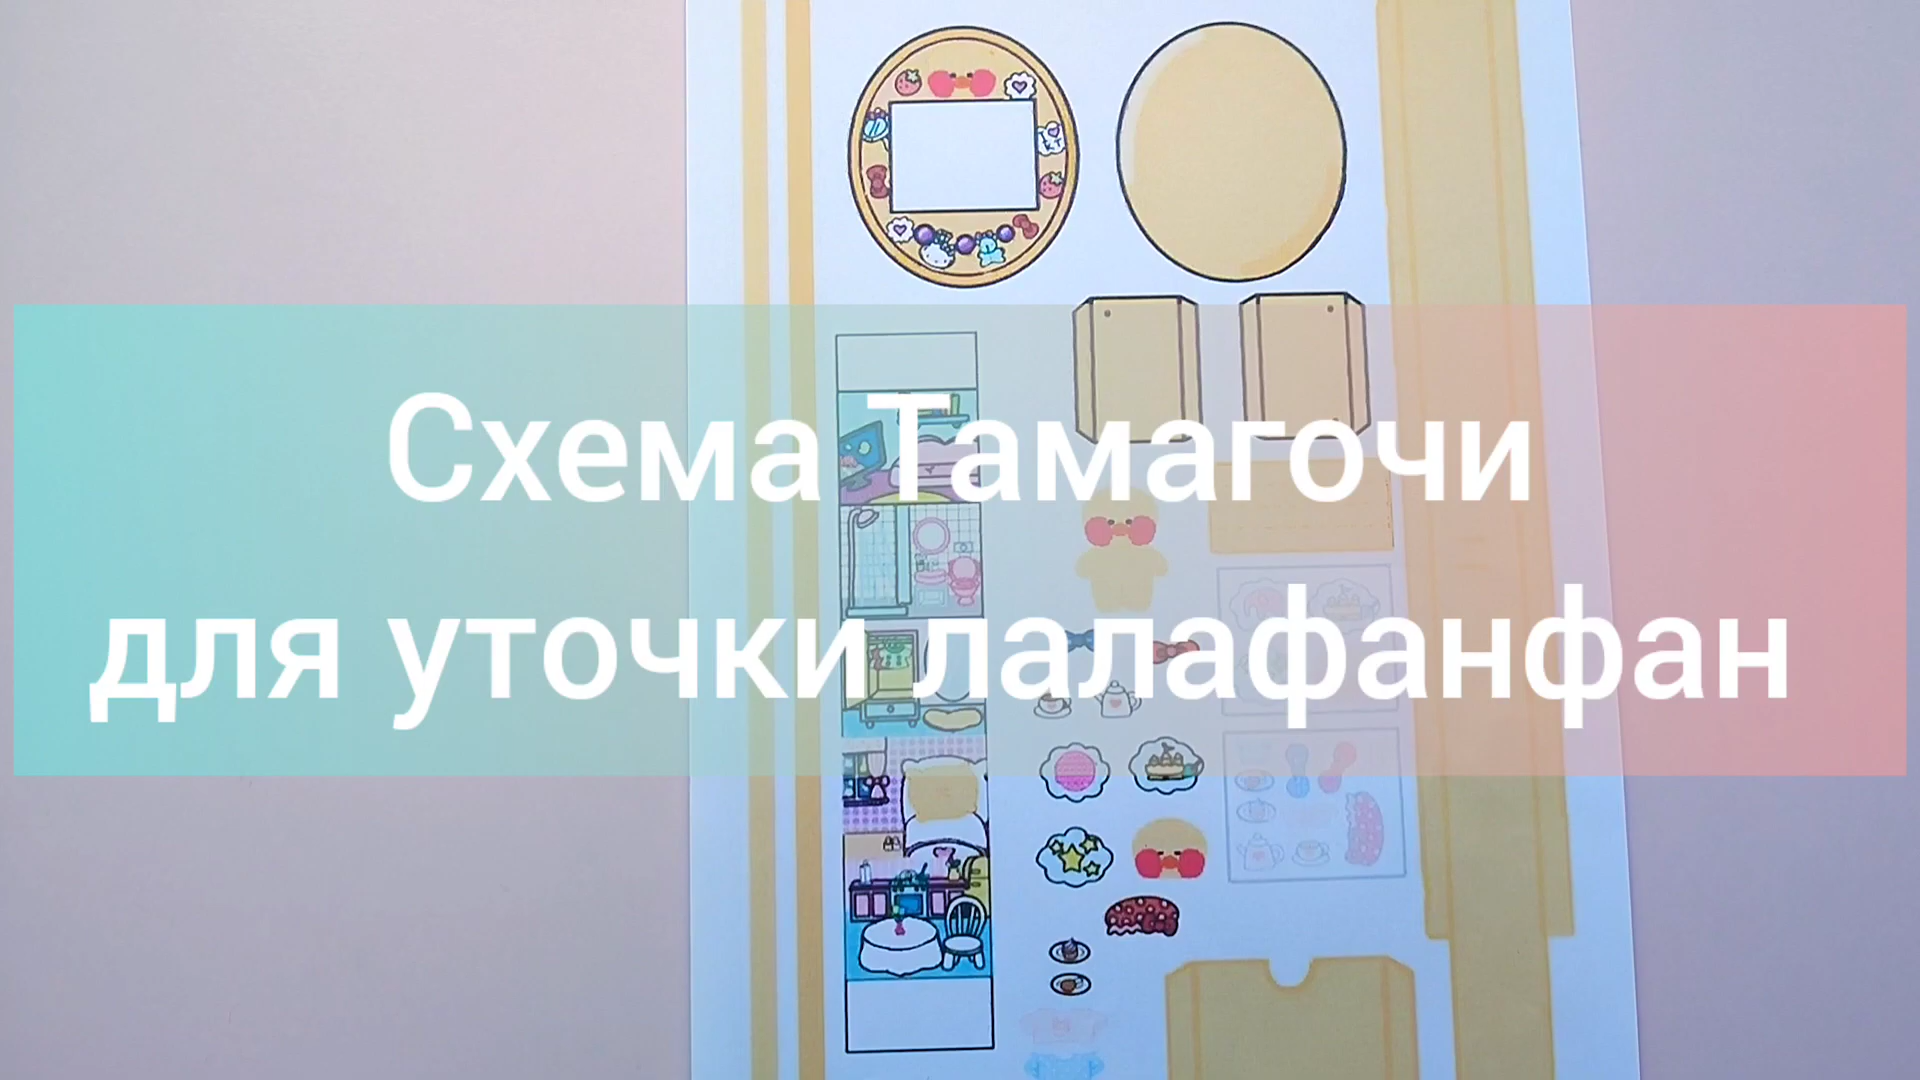 Схема Тамагочи
для уточки лалафанфан